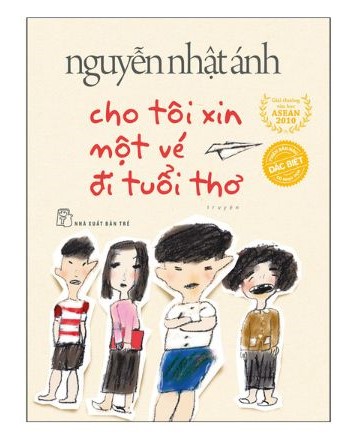 nguyễn nhật ánh
cho tôi xin
một vé
đi tuổi thơ
truyện
Giải thưởng
văn học
ASEAN
2010
ĐẶC BIỆT
NHÀ XUẤT BẢN TRẺ